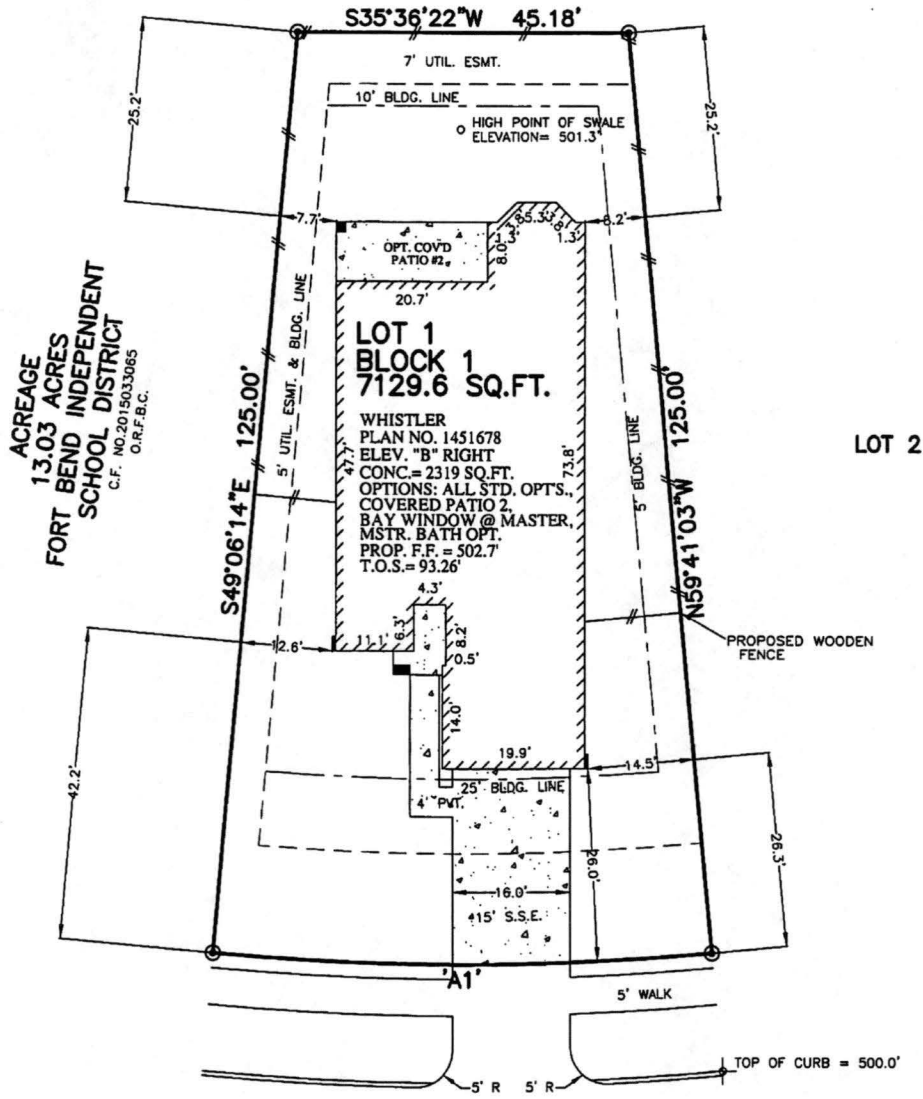 S35°36'22"W 45.18'
7' UTIL. ESMT.
10' BLDG. LINE
HIGH POINT OF SWALE
ELEVATION= 501.3'
25.2'
25.2'
7.7'
8.2'
OPT. COV'D
PATIO #2
1.3'
3.8'
5.3'
3.8'
1.3'
8.0'
20.7'
ACREAGE
13.03 ACRES
FORT BEND INDEPENDENT
SCHOOL DISTRICT
C.F. NO.2015033065
O.R.F.B.C.
S49°06'14"E 125.00'
5' UTIL. ESMT. & BLDG. LINE
LOT 1
BLOCK 1
7129.6 SQ.FT.
WHISTLER
PLAN NO. 1451678
ELEV. "B" RIGHT
CONC.= 2319 SQ.FT.
OPTIONS: ALL STD. OPT'S.,
COVERED PATIO 2,
BAY WINDOW @ MASTER,
MSTR. BATH OPT.
PROP. F.F. = 502.7'
T.O.S.= 93.26'
47.7'
73.8'
5' BLDG. LINE
N59°41'03"W 125.00'
LOT 2
4.3'
6.3'
8.2'
11.1'
12.6'
0.5'
PROPOSED WOODEN
FENCE
14.0'
19.9'
14.5'
25' BLDG. LINE
4' PVT.
42.2'
26.0'
26.3'
16.0'
15' S.S.E.
'A1'
5' WALK
TOP OF CURB = 500.0'
5' R 5' R